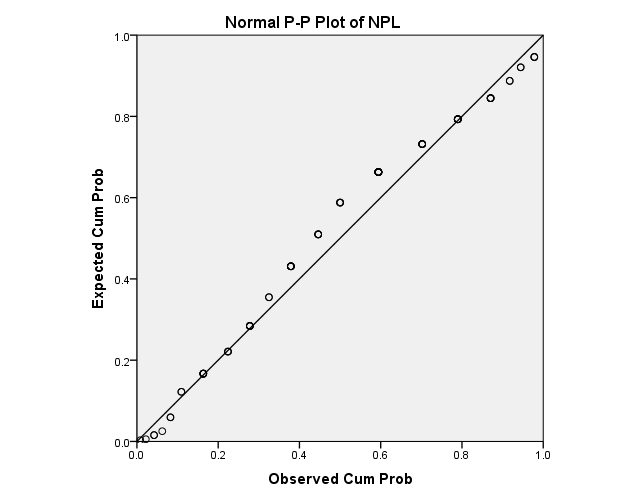 Normal P-P Plot of NPL
1.0
0.8
0.6
0.4
0.2
0.0
Expected Cum Prob
0.0 0.2 0.4 0.6 0.8 1.0
Observed Cum Prob